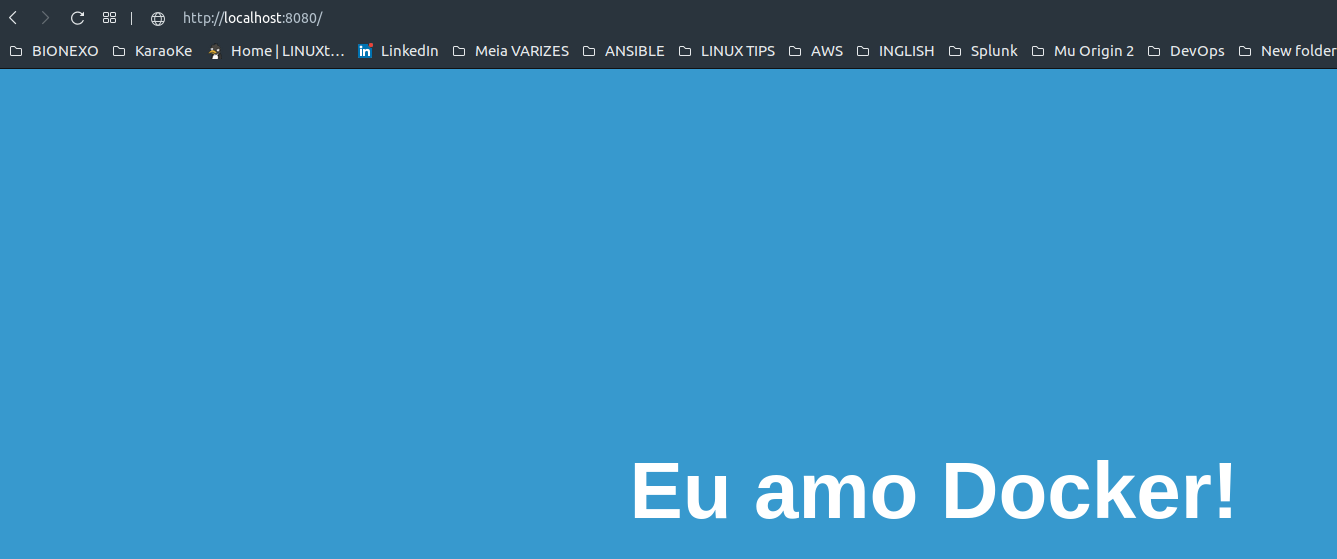 http://localhost:8080/
BIONEXO KaraoKe Home | LINUXt... LinkedIn Meia VARIZES ANSIBLE LINUX TIPS AWS INGLISH Splunk Mu Origin 2 DevOps New folder
Eu amo Docker!